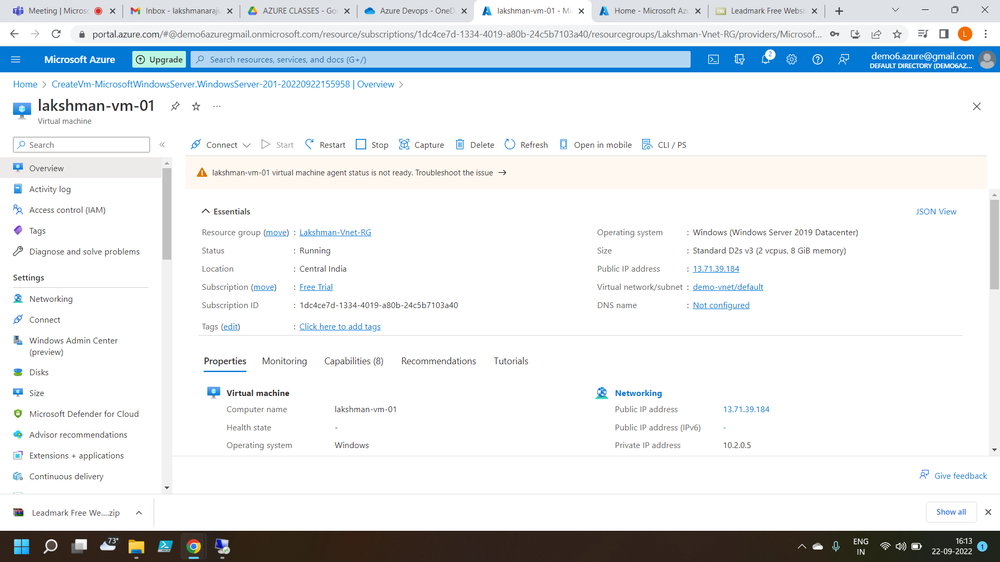 Meeting | Micros
Inbox - lakshmanaraju
AZURE CLASSES - Go
Azure Devops - OneD
lakshman-vm-01 - Mi
Home - Microsoft Azu
Leadmark Free Websit
portal.azure.com/#@demo6azuregmail.onmicrosoft.com/resource/subscriptions/1dc4ce7d-1334-4019-a80b-24c5b7103a40/resourcegroups/Lakshman-Vnet-RG/providers/Microsof...
L
Microsoft Azure
Upgrade
Search resources, services, and docs (G+/)
2
demo6.azure@gmail.com
DEFAULT DIRECTORY (DEMO6AZ...
Home > CreateVm-MicrosoftWindowsServer.WindowsServer-201-20220922155958 | Overview >
lakshman-vm-01
Virtual machine
Search
Connect
Start
Restart
Stop
Capture
Delete
Refresh
Open in mobile
CLI / PS
lakshman-vm-01 virtual machine agent status is not ready. Troubleshoot the issue →
Overview
Activity log
Access control (IAM)
Tags
Diagnose and solve problems
Settings
Networking
Connect
Windows Admin Center
(preview)
Disks
Size
Microsoft Defender for Cloud
Advisor recommendations
Extensions + applications
Continuous delivery
Essentials
JSON View
Resource group (move) : Lakshman-Vnet-RG
Status : Running
Location : Central India
Subscription (move) : Free Trial
Subscription ID : 1dc4ce7d-1334-4019-a80b-24c5b7103a40
Tags (edit) : Click here to add tags
Operating system : Windows (Windows Server 2019 Datacenter)
Size : Standard D2s v3 (2 vcpus, 8 GiB memory)
Public IP address : 13.71.39.184
Virtual network/subnet : demo-vnet/default
DNS name : Not configured
Properties
Monitoring
Capabilities (8)
Recommendations
Tutorials
Virtual machine
Computer name lakshman-vm-01
Health state -
Operating system Windows
Networking
Public IP address 13.71.39.184
Public IP address (IPv6) -
Private IP address 10.2.0.5
Give feedback
Leadmark Free We....zip
Show all
73°
ENG
IN
16:13
22-09-2022
1